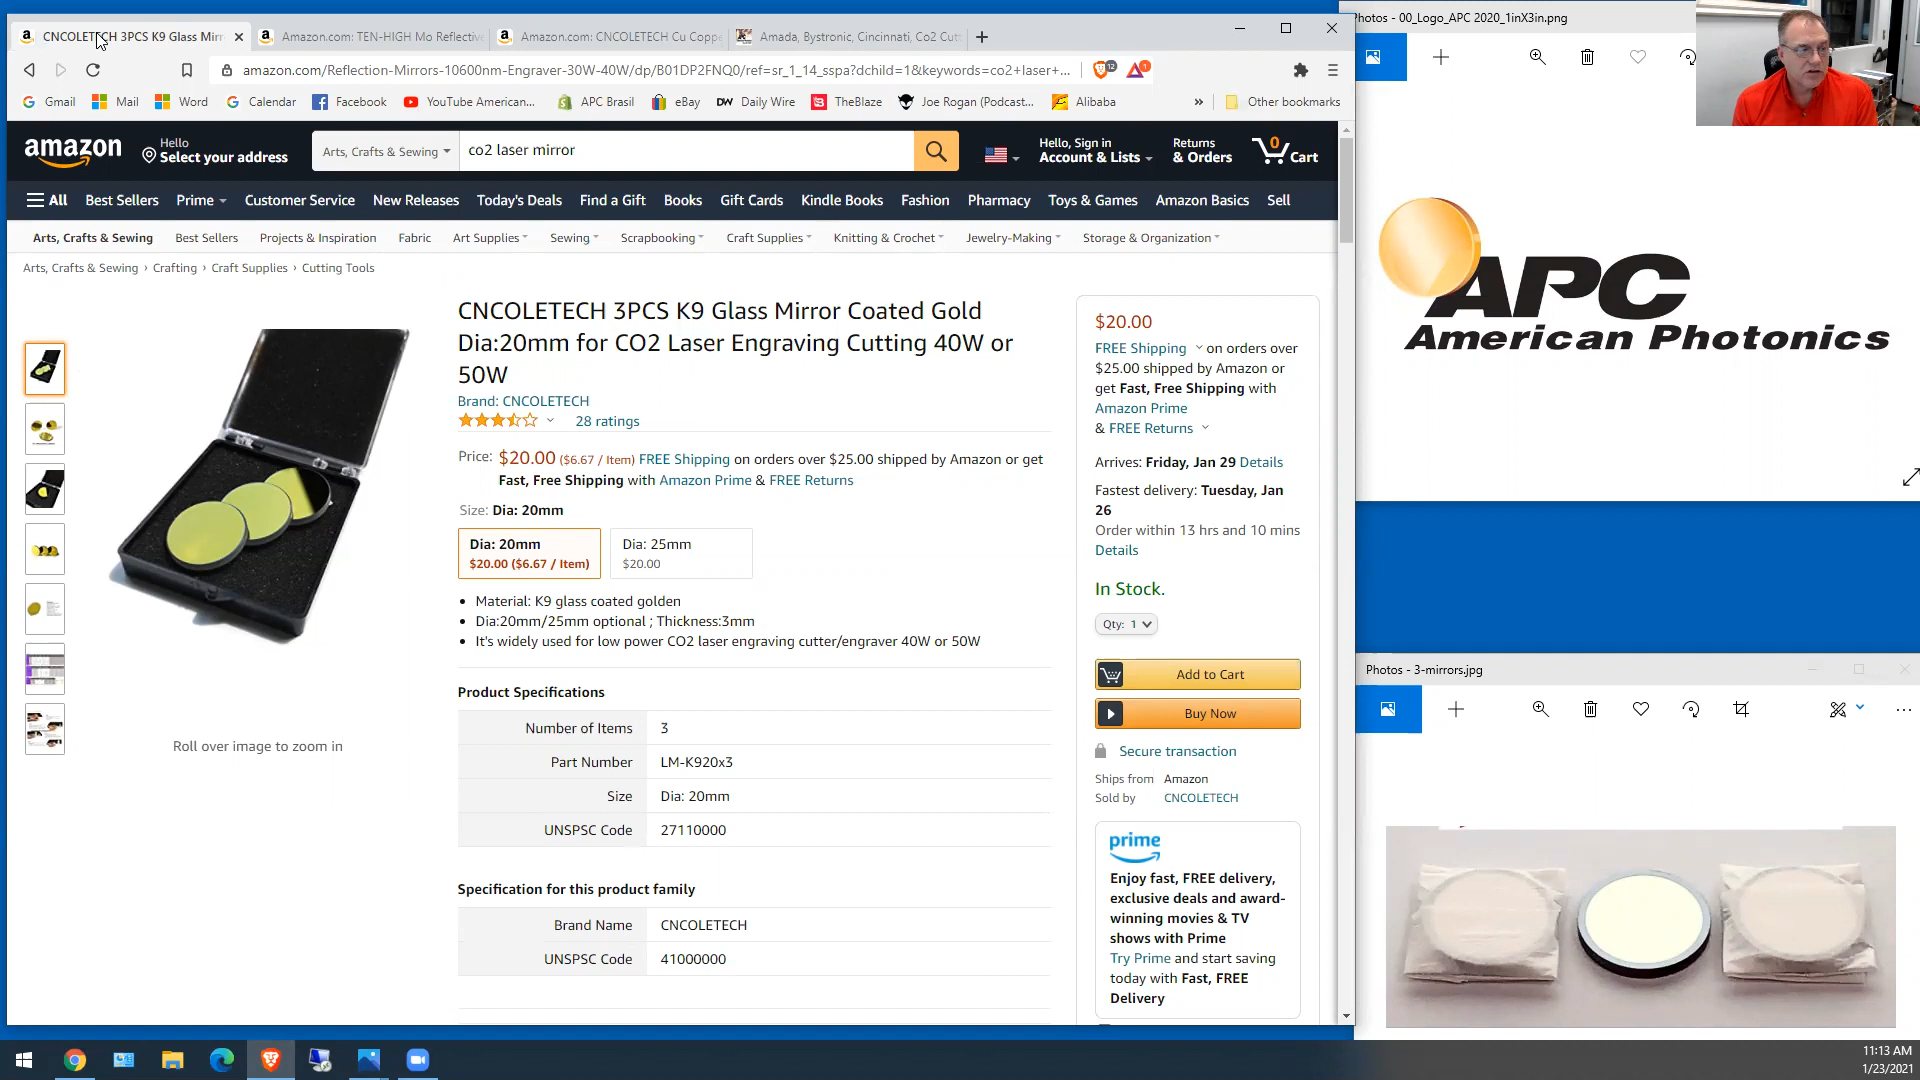 CNCOLETECH 3PCS K9 Glass Mirr
Amazon.com: TEN-HIGH Mo Reflective
Amazon.com: CNCOLETECH Cu Coppe
Amada, Bystronic, Cincinnati, Co2 Cutt
amazon.com/Reflection-Mirrors-10600nm-Engraver-30W-40W/dp/B01DP2FNQ0/ref=sr_1_14_sspa?dchild=1&keywords=co2+laser+...
12
1
Gmail
Mail
Word
Calendar
Facebook
YouTube American...
APC Brasil
eBay
DW Daily Wire
TheBlaze
Joe Rogan (Podcast...
Alibaba
Other bookmarks
amazon
Hello
Select your address
Arts, Crafts & Sewing
co2 laser mirror
Hello, Sign in
Account & Lists
Returns
& Orders
0
Cart
All
Best Sellers
Prime
Customer Service
New Releases
Today's Deals
Find a Gift
Books
Gift Cards
Kindle Books
Fashion
Pharmacy
Toys & Games
Amazon Basics
Sell
Arts, Crafts & Sewing
Best Sellers
Projects & Inspiration
Fabric
Art Supplies
Sewing
Scrapbooking
Craft Supplies
Knitting & Crochet
Jewelry-Making
Storage & Organization
Arts, Crafts & Sewing › Crafting › Craft Supplies › Cutting Tools
Roll over image to zoom in
CNCOLETECH 3PCS K9 Glass Mirror Coated Gold
Dia:20mm for CO2 Laser Engraving Cutting 40W or
50W
Brand: CNCOLETECH
28 ratings
Price: $20.00 ($6.67 / Item) FREE Shipping on orders over $25.00 shipped by Amazon or get
Fast, Free Shipping with Amazon Prime & FREE Returns
Size: Dia: 20mm
Dia: 20mm
$20.00 ($6.67 / Item)
Dia: 25mm
$20.00
• Material: K9 glass coated golden
• Dia:20mm/25mm optional ; Thickness:3mm
• It's widely used for low power CO2 laser engraving cutter/engraver 40W or 50W
Product Specifications
Number of Items 3
Part Number LM-K920x3
Size Dia: 20mm
UNSPSC Code 27110000
Specification for this product family
Brand Name CNCOLETECH
UNSPSC Code 41000000
$20.00
FREE Shipping on orders over
$25.00 shipped by Amazon or
get Fast, Free Shipping with
Amazon Prime
& FREE Returns
Arrives: Friday, Jan 29 Details
Fastest delivery: Tuesday, Jan
26
Order within 13 hrs and 10 mins
Details
In Stock.
Qty: 1
Add to Cart
Buy Now
Secure transaction
Ships from Amazon
Sold by CNCOLETECH
prime
Enjoy fast, FREE delivery,
exclusive deals and award-
winning movies & TV
shows with Prime
Try Prime and start saving
today with Fast, FREE
Delivery
Photos - 00_Logo_APC 2020_1inX3in.png
APC
American Photonics
Photos - 3-mirrors.jpg
11:13 AM
1/23/2021